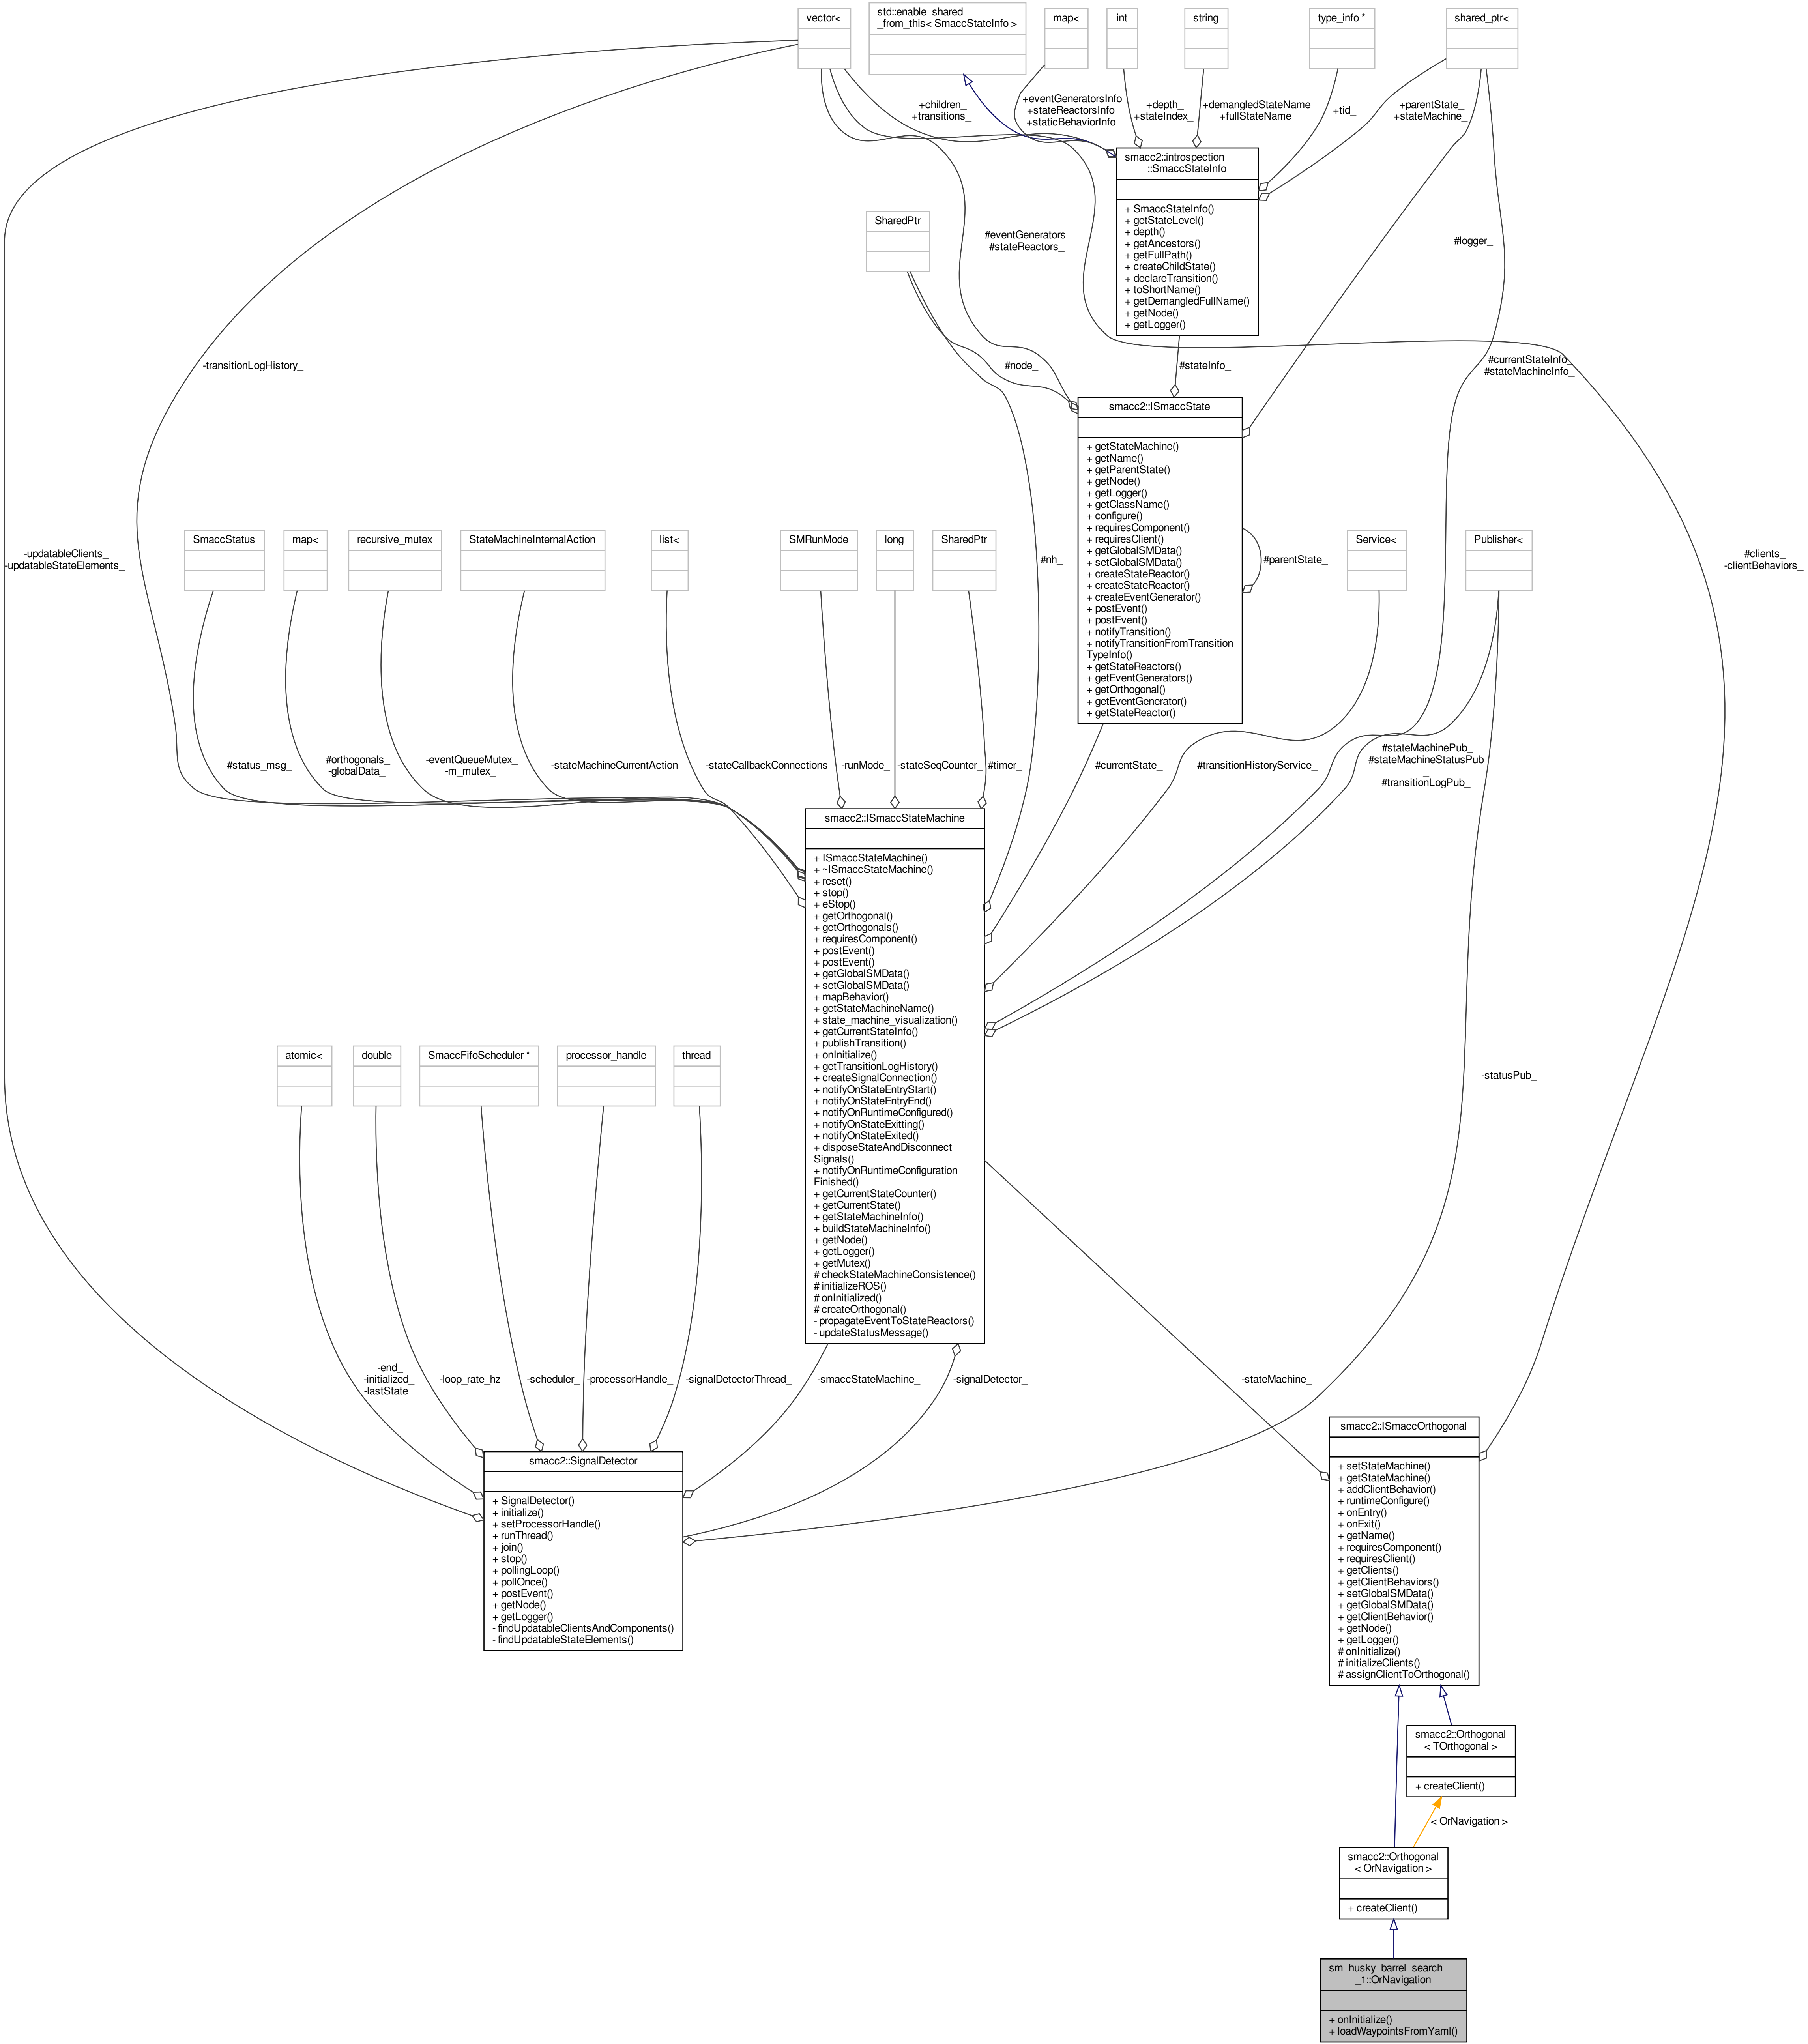 vector<
std::enable_shared
_from_this< SmaccStateInfo >
map<
int
string
type_info *
shared_ptr<
+children_
+transitions_
+eventGeneratorsInfo
+stateReactorsInfo
+staticBehaviorInfo
+depth_
+stateIndex_
+demangledStateName
+fullStateName
+tid_
+parentState_
+stateMachine_
smacc2::introspection
::SmaccStateInfo
+ SmaccStateInfo()
+ getStateLevel()
+ depth()
+ getAncestors()
+ getFullPath()
+ createChildState()
+ declareTransition()
+ toShortName()
+ getDemangledFullName()
+ getNode()
+ getLogger()
SharedPtr
#eventGenerators_
#stateReactors_
#logger_
-transitionLogHistory_
#node_
#stateInfo_
#currentStateInfo_
#stateMachineInfo_
smacc2::ISmaccState
+ getStateMachine()
+ getName()
+ getParentState()
+ getNode()
+ getLogger()
+ getClassName()
+ configure()
+ requiresComponent()
+ requiresClient()
+ getGlobalSMData()
+ setGlobalSMData()
+ createStateReactor()
+ createStateReactor()
+ createEventGenerator()
+ postEvent()
+ postEvent()
+ notifyTransition()
+ notifyTransitionFromTransition
TypeInfo()
+ getStateReactors()
+ getEventGenerators()
+ getOrthogonal()
+ getEventGenerator()
+ getStateReactor()
#parentState_
-updatableClients_
-updatableStateElements_
SmaccStatus
map<
recursive_mutex
StateMachineInternalAction
list<
SMRunMode
long
SharedPtr
#nh_
Service<
Publisher<
#clients_
-clientBehaviors_
#status_msg_
#orthogonals_
-globalData_
-eventQueueMutex_
-m_mutex_
-stateMachineCurrentAction
-stateCallbackConnections
-runMode_
-stateSeqCounter_
#timer_
#currentState_
#transitionHistoryService_
#stateMachinePub_
#stateMachineStatusPub
_
#transitionLogPub_
smacc2::ISmaccStateMachine
+ ISmaccStateMachine()
+ ~ISmaccStateMachine()
+ reset()
+ stop()
+ eStop()
+ getOrthogonal()
+ getOrthogonals()
+ requiresComponent()
+ postEvent()
+ postEvent()
+ getGlobalSMData()
+ setGlobalSMData()
+ mapBehavior()
+ getStateMachineName()
+ state_machine_visualization()
+ getCurrentStateInfo()
+ publishTransition()
+ onInitialize()
+ getTransitionLogHistory()
+ createSignalConnection()
+ notifyOnStateEntryStart()
+ notifyOnStateEntryEnd()
+ notifyOnRuntimeConfigured()
+ notifyOnStateExitting()
+ notifyOnStateExited()
+ disposeStateAndDisconnect
Signals()
+ notifyOnRuntimeConfiguration
Finished()
+ getCurrentStateCounter()
+ getCurrentState()
+ getStateMachineInfo()
+ buildStateMachineInfo()
+ getNode()
+ getLogger()
+ getMutex()
# checkStateMachineConsistence()
# initializeROS()
# onInitialized()
# createOrthogonal()
- propagateEventToStateReactors()
- updateStatusMessage()
atomic<
double
SmaccFifoScheduler *
processor_handle
thread
-statusPub_
-end_
-initialized_
-lastState_
-loop_rate_hz
-scheduler_
-processorHandle_
-signalDetectorThread_
-smaccStateMachine_
-signalDetector_
-stateMachine_
smacc2::SignalDetector
+ SignalDetector()
+ initialize()
+ setProcessorHandle()
+ runThread()
+ join()
+ stop()
+ pollingLoop()
+ pollOnce()
+ postEvent()
+ getNode()
+ getLogger()
- findUpdatableClientsAndComponents()
- findUpdatableStateElements()
smacc2::ISmaccOrthogonal
+ setStateMachine()
+ getStateMachine()
+ addClientBehavior()
+ runtimeConfigure()
+ onEntry()
+ onExit()
+ getName()
+ requiresComponent()
+ requiresClient()
+ getClients()
+ getClientBehaviors()
+ setGlobalSMData()
+ getGlobalSMData()
+ getClientBehavior()
+ getNode()
+ getLogger()
# onInitialize()
# initializeClients()
# assignClientToOrthogonal()
smacc2::Orthogonal
< TOrthogonal >
+ createClient()
< OrNavigation >
smacc2::Orthogonal
< OrNavigation >
+ createClient()
sm_husky_barrel_search
_1::OrNavigation
+ onInitialize()
+ loadWaypointsFromYaml()